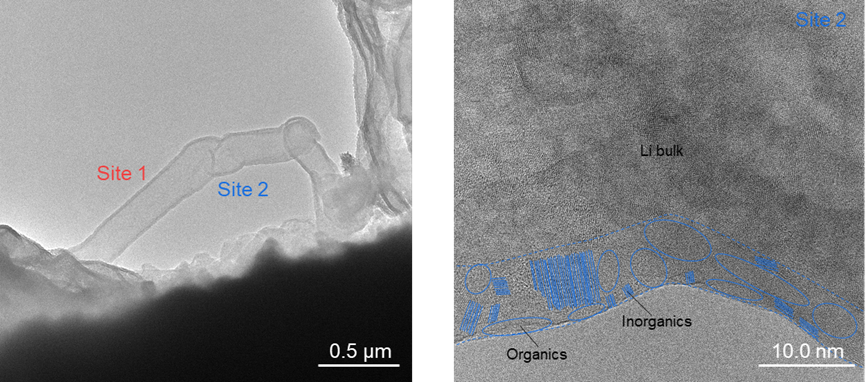 Site 1
Site 2
0.5 μm
Site 2
Li bulk
Inorganics
Organics
10.0 nm